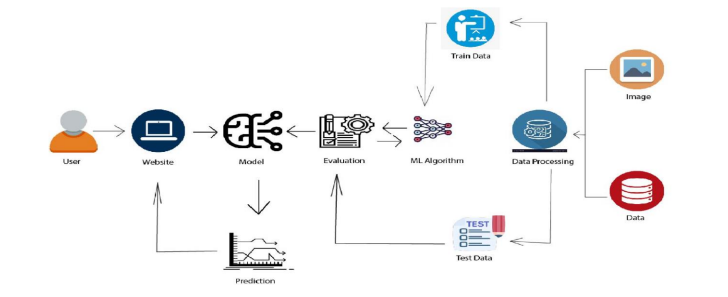 Train Data
Image
User
Website
Model
Evaluation
ML Algorithm
Data Processing
TEST
Data
Test Data
Prediction